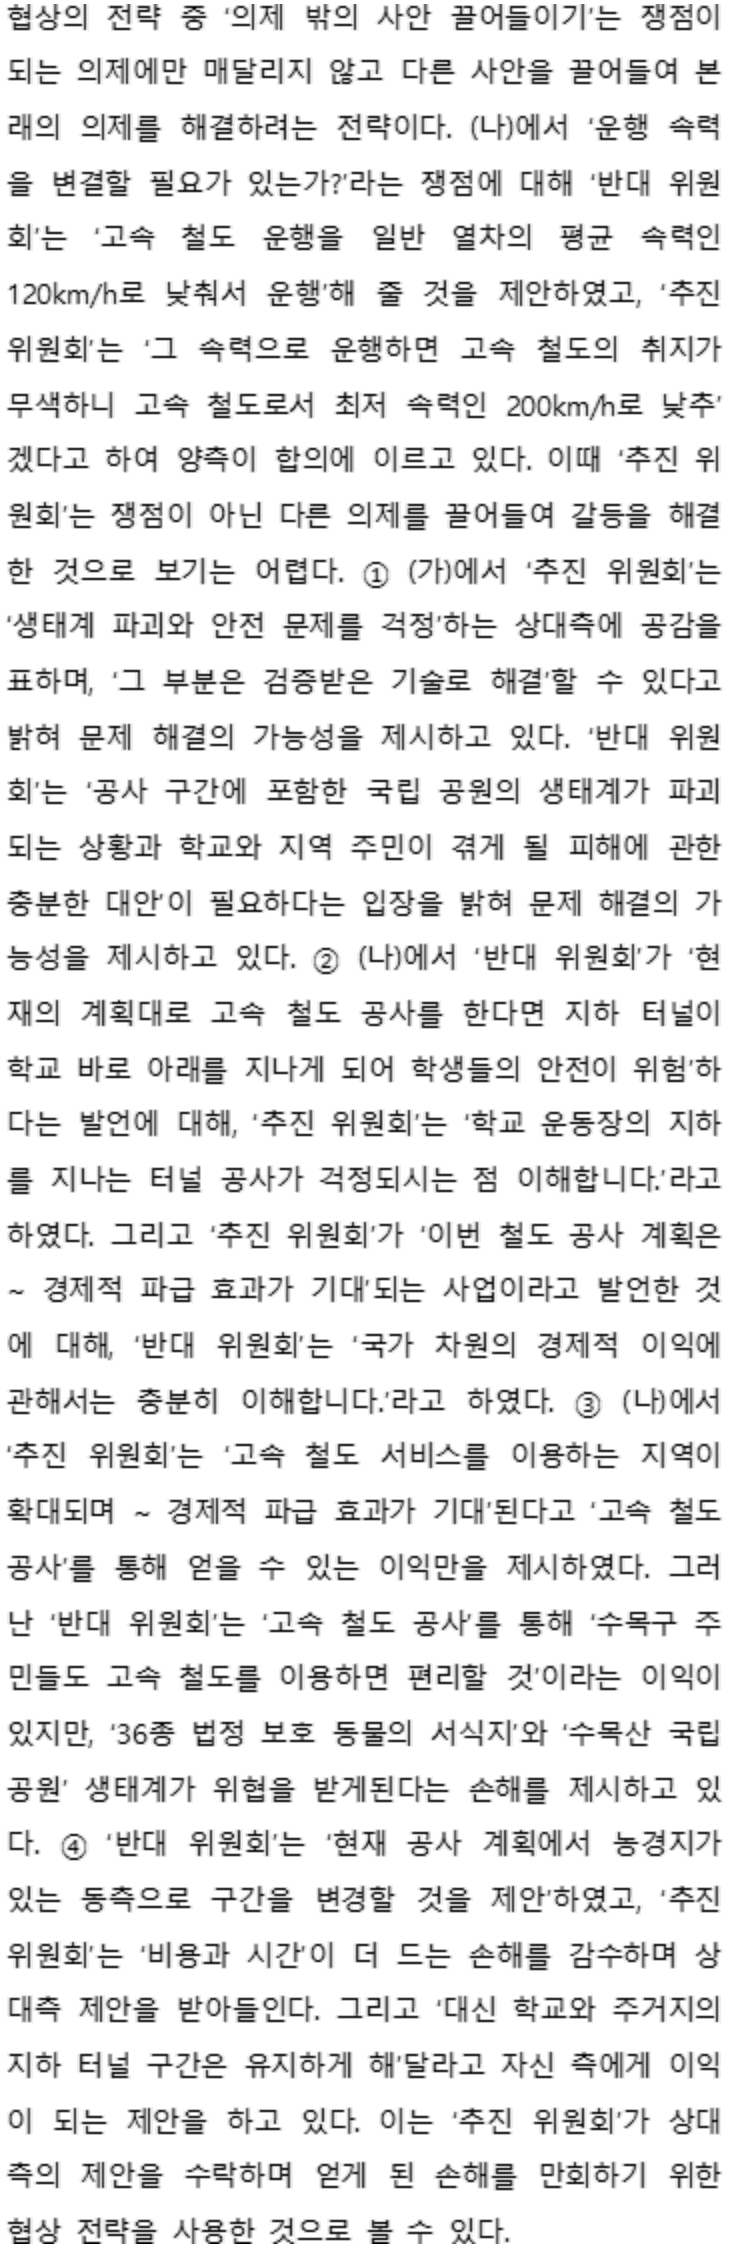 협상의 전략 중 ‘의제 밖의 사안 끌어들이기’는 쟁점이
되는 의제에만 매달리지 않고 다른 사안을 끌어들여 본
래의 의제를 해결하려는 전략이다. (나)에서 ‘운행 속력
을 변결할 필요가 있는가?’라는 쟁점에 대해 ‘반대 위원
회’는 ‘고속 철도 운행을 일반 열차의 평균 속력인
120km/h로 낮춰서 운행’해 줄 것을 제안하였고, ‘추진
위원회’는 ‘그 속력으로 운행하면 고속 철도의 취지가
무색하니 고속 철도로서 최저 속력인 200km/h로 낮추’
겠다고 하여 양측이 합의에 이르고 있다. 이때 ‘추진 위
원회’는 쟁점이 아닌 다른 의제를 끌어들여 갈등을 해결
한 것으로 보기는 어렵다. ① (가)에서 ‘추진 위원회’는
‘생태계 파괴와 안전 문제를 걱정’하는 상대측에 공감을
표하며, ‘그 부분은 검증받은 기술로 해결’할 수 있다고
밝혀 문제 해결의 가능성을 제시하고 있다. ‘반대 위원
회’는 ‘공사 구간에 포함한 국립 공원의 생태계가 파괴
되는 상황과 학교와 지역 주민이 겪게 될 피해에 관한
충분한 대안’이 필요하다는 입장을 밝혀 문제 해결의 가
능성을 제시하고 있다. ② (나)에서 ‘반대 위원회’가 ‘현
재의 계획대로 고속 철도 공사를 한다면 지하 터널이
학교 바로 아래를 지나게 되어 학생들의 안전이 위험’하
다는 발언에 대해, ‘추진 위원회’는 ‘학교 운동장의 지하
를 지나는 터널 공사가 걱정되시는 점 이해합니다.’라고
하였다. 그리고 ‘추진 위원회’가 ‘이번 철도 공사 계획은
~ 경제적 파급 효과가 기대’되는 사업이라고 발언한 것
에 대해, ‘반대 위원회’는 ‘국가 차원의 경제적 이익에
관해서는 충분히 이해합니다.’라고 하였다. ③ (나)에서
‘추진 위원회’는 ‘고속 철도 서비스를 이용하는 지역이
확대되며 ~ 경제적 파급 효과가 기대’된다고 ‘고속 철도
공사’를 통해 얻을 수 있는 이익만을 제시하였다. 그러
난 ‘반대 위원회’는 ‘고속 철도 공사’를 통해 ‘수목구 주
민들도 고속 철도를 이용하면 편리할 것’이라는 이익이
있지만, ‘36종 법정 보호 동물의 서식지’와 ‘수목산 국립
공원’ 생태계가 위협을 받게된다는 손해를 제시하고 있
다. ④ ‘반대 위원회’는 ‘현재 공사 계획에서 농경지가
있는 동측으로 구간을 변경할 것을 제안’하였고, ‘추진
위원회’는 ‘비용과 시간’이 더 드는 손해를 감수하며 상
대측 제안을 받아들인다. 그리고 ‘대신 학교와 주거지의
지하 터널 구간은 유지하게 해’달라고 자신 측에게 이익
이 되는 제안을 하고 있다. 이는 ‘추진 위원회’가 상대
측의 제안을 수락하며 얻게 된 손해를 만회하기 위한
협상 전략을 사용한 것으로 볼 수 있다.